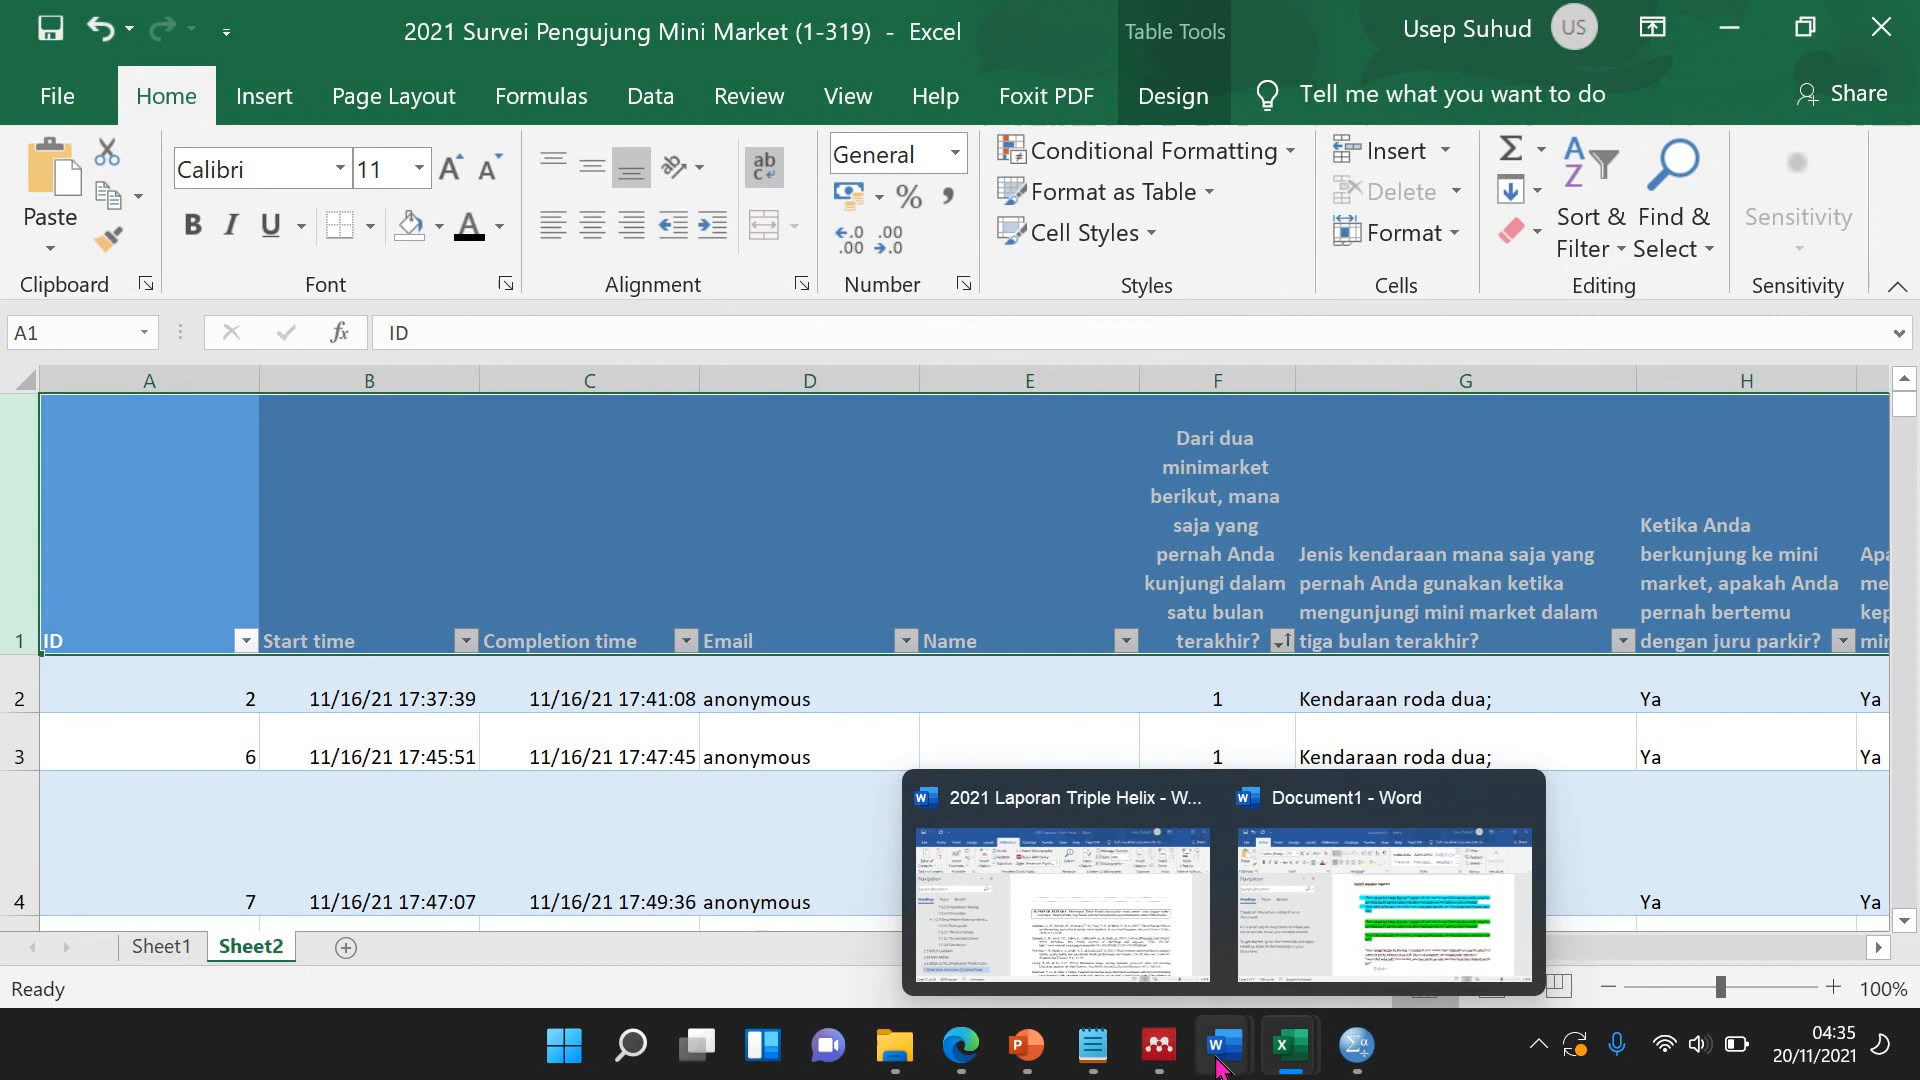 2021 Survei Pengujung Mini Market (1-319) - Excel
Table Tools
Usep Suhud
US
File
Home
Insert
Page Layout
Formulas
Data
Review
View
Help
Foxit PDF
Design
Tell me what you want to do
Share
Paste
Clipboard
Calibri
11
B I U
Font
Alignment
General
Number
Conditional Formatting
Format as Table
Cell Styles
Styles
Insert
Delete
Format
Cells
Sort & Filter
Find & Select
Editing
Sensitivity
Sensitivity
A1
fx
ID
A B C D E F G H
1
ID
Start time
Completion time
Email
Name
Dari dua
minimarket
berikut, mana
saja yang
pernah Anda
kunjungi dalam
satu bulan
terakhir?
Jenis kendaraan mana saja yang
pernah Anda gunakan ketika
mengunjungi mini market dalam
tiga bulan terakhir?
Ketika Anda
berkunjung ke mini
market, apakah Anda
pernah bertemu
dengan juru parkir?
2 2 11/16/21 17:37:39 11/16/21 17:41:08 anonymous 1 Kendaraan roda dua; Ya Ya
3 6 11/16/21 17:45:51 11/16/21 17:47:45 anonymous 1 Kendaraan roda dua; Ya Ya
4 7 11/16/21 17:47:07 11/16/21 17:49:36 anonymous Ya Ya
2021 Laporan Triple Helix - W...
Document1 - Word
Sheet1
Sheet2
Ready
100%
04:35
20/11/2021